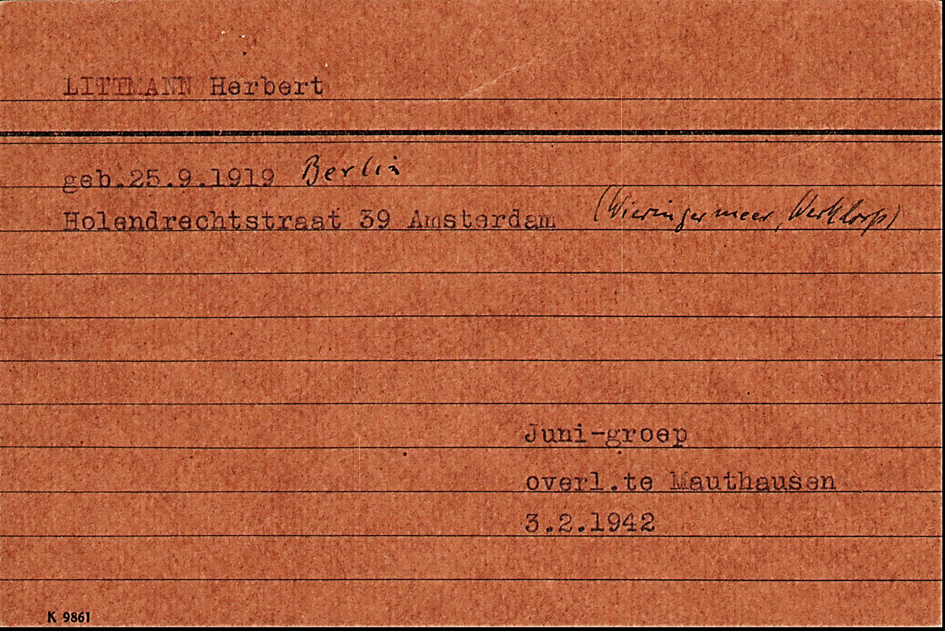 LITTMANN Herbert
geb.25.9.1919 Berlin
Holendrechtstraat 39 Amsterdam (Wieringermeer, Werkdorp)
Juni-groep
overl.te Mauthausen
3.2.1942
K 9861